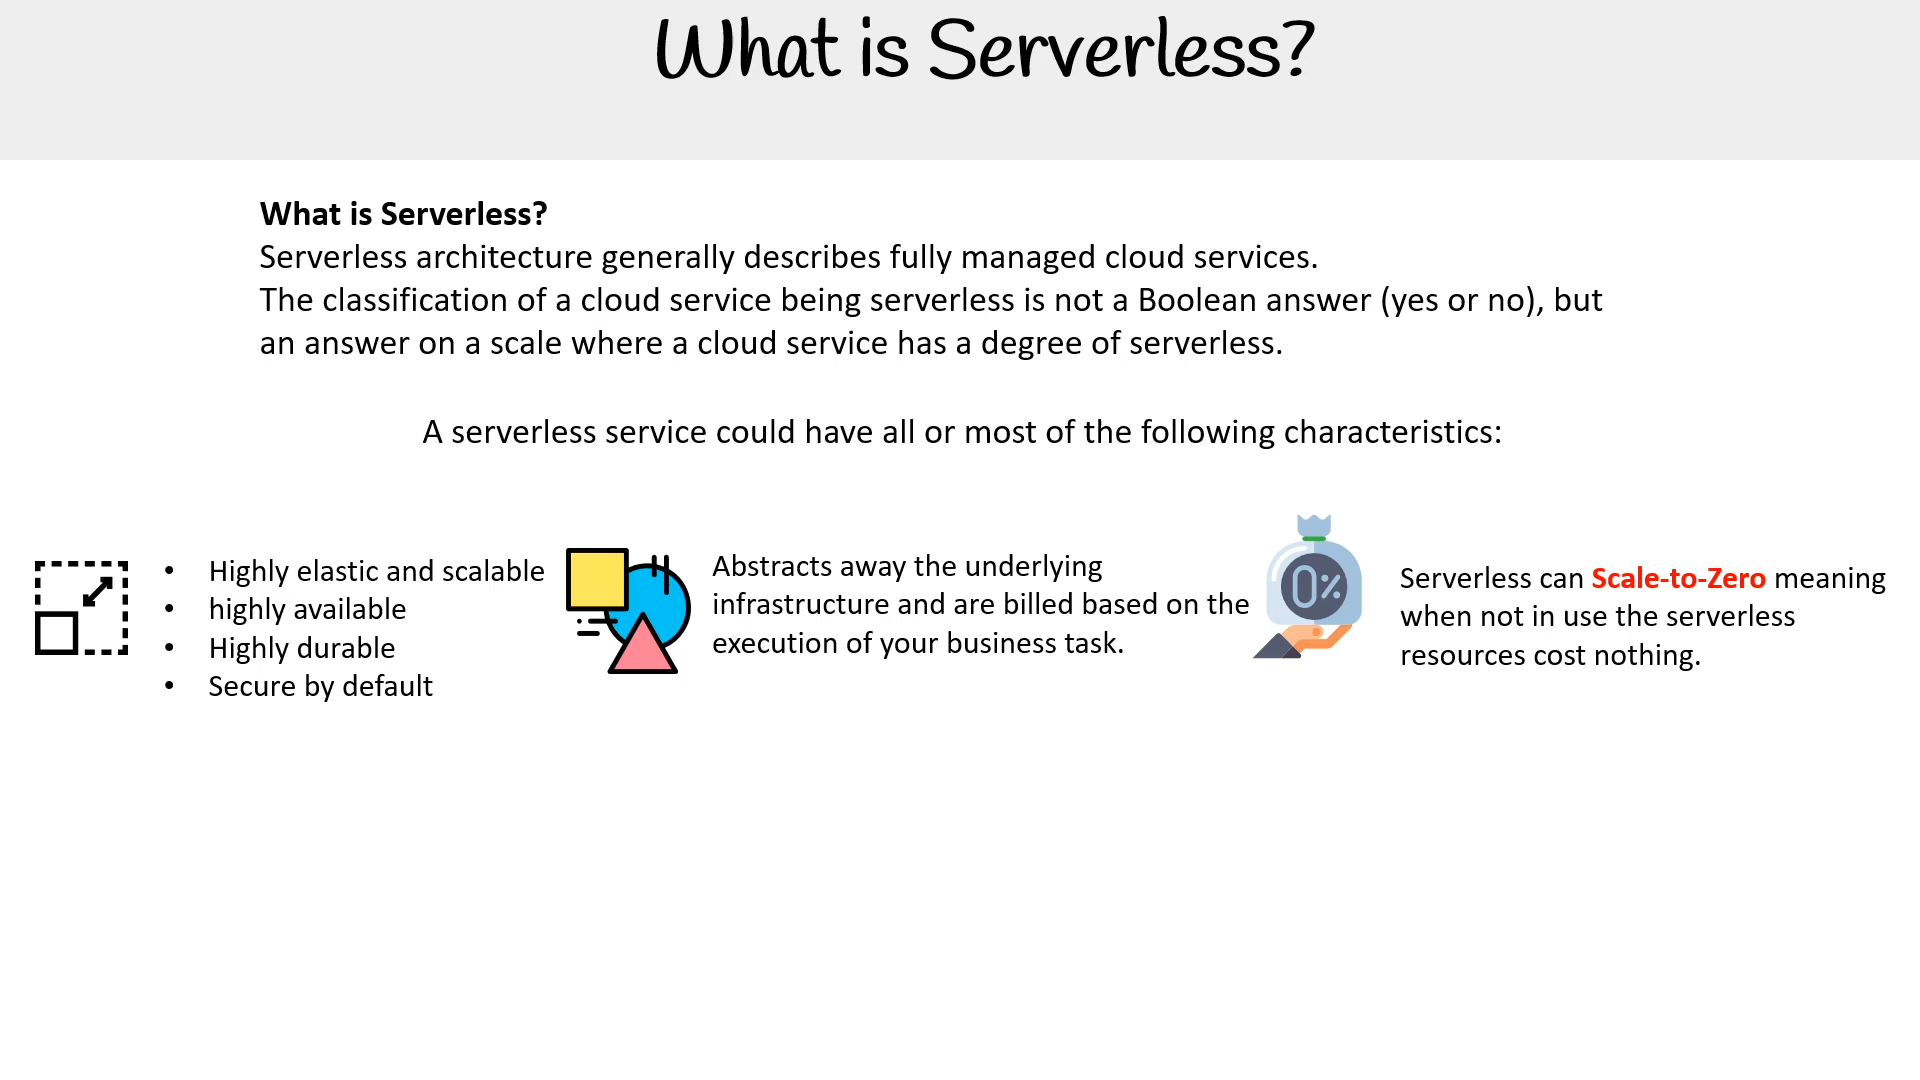 What is Serverless?
What is Serverless?
Serverless architecture generally describes fully managed cloud services.
The classification of a cloud service being serverless is not a Boolean answer (yes or no), but
an answer on a scale where a cloud service has a degree of serverless.
A serverless service could have all or most of the following characteristics:
• Highly elastic and scalable
• highly available
• Highly durable
• Secure by default
Abstracts away the underlying
infrastructure and are billed based on the
execution of your business task.
0%
Serverless can Scale-to-Zero meaning
when not in use the serverless
resources cost nothing.